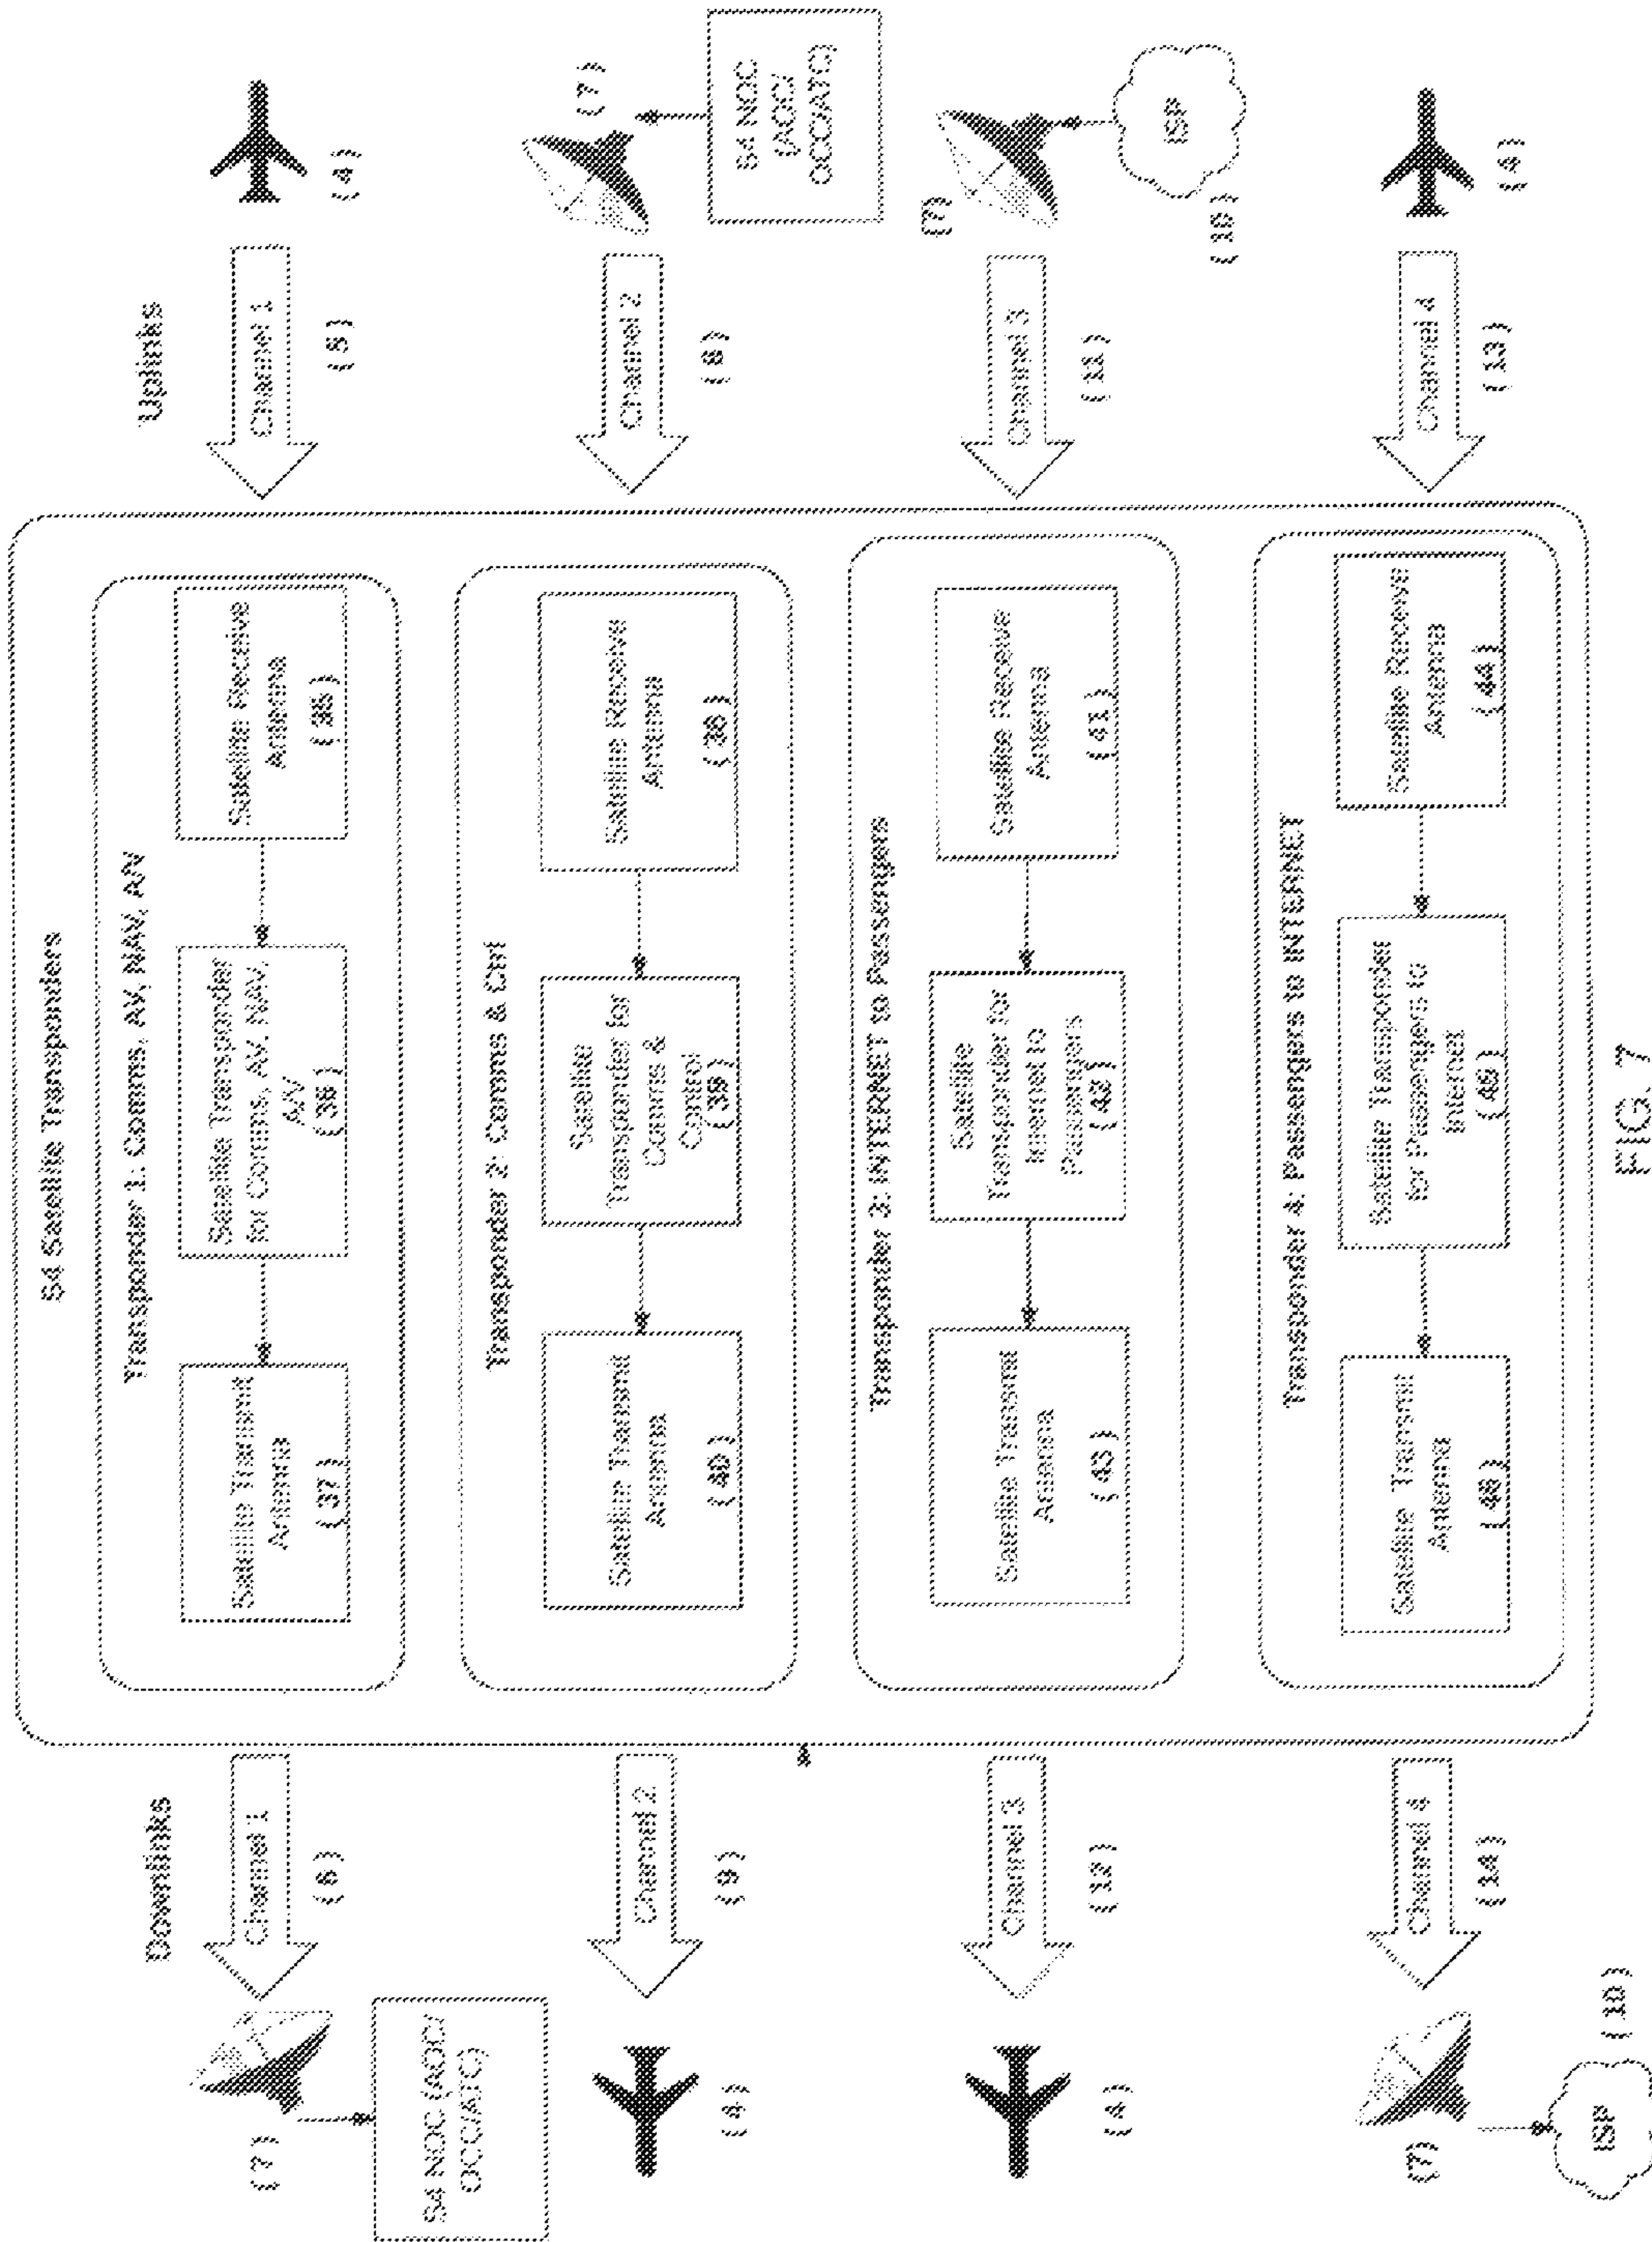 S4 Satellite Transponders
Downlinks
Uplinks
Transponder 1: Comms, AV, NAV, A/V
Channel 1
(6)
(7)
S4 NOC (AOC/
OCC/ATC)
Satellite Transmit
Antenna
(37)
Satellite Transponder
for Comms, AV, NAV,
A/V
(36)
Satellite Receive
Antenna
(35)
Channel 1
(5)
(4)
Transponder 2: Comms & Ctrl
(4)
Channel 2
(9)
Satellite Transmit
Antenna
(40)
Satellite
Transponder for
Comms &
Control
(39)
Satellite Receive
Antenna
(38)
Channel 2
(8)
(7)
S4 NOC
(AOC/
OCC/ATC)
Transponder 3: INTERNET to Passengers
(4)
Channel 3
(12)
Satellite Transmit
Antenna
(43)
Satellite
Transponder for
Internet to
Passengers
(42)
Satellite Receive
Antenna
(41)
Channel 3
(11)
(7)
ISP
(10)
Transponder 4: Passengers to INTERNET
(7)
ISP
(10)
Channel 4
(14)
Satellite Transmit
Antenna
(46)
Satellite Transponder
for Passengers to
Internet
(45)
Satellite Receive
Antenna
(44)
Channel 4
(13)
(4)
FIG. 7